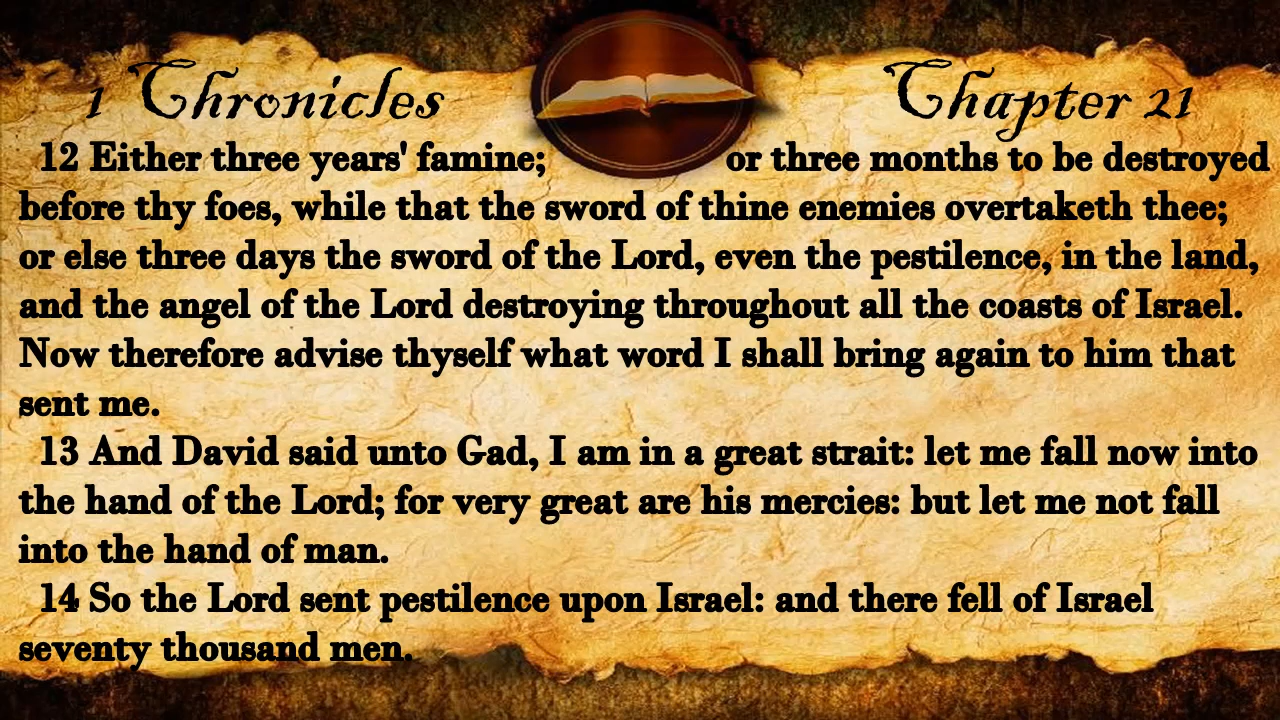 1 Chronicles Chapter 21
12 Either three years' famine; or three months to be destroyed
before thy foes, while that the sword of thine enemies overtaketh thee;
or else three days the sword of the Lord, even the pestilence, in the land,
and the angel of the Lord destroying throughout all the coasts of Israel.
Now therefore advise thyself what word I shall bring again to him that
sent me.
13 And David said unto Gad, I am in a great strait: let me fall now into
the hand of the Lord; for very great are his mercies: but let me not fall
into the hand of man.
14 So the Lord sent pestilence upon Israel: and there fell of Israel
seventy thousand men.